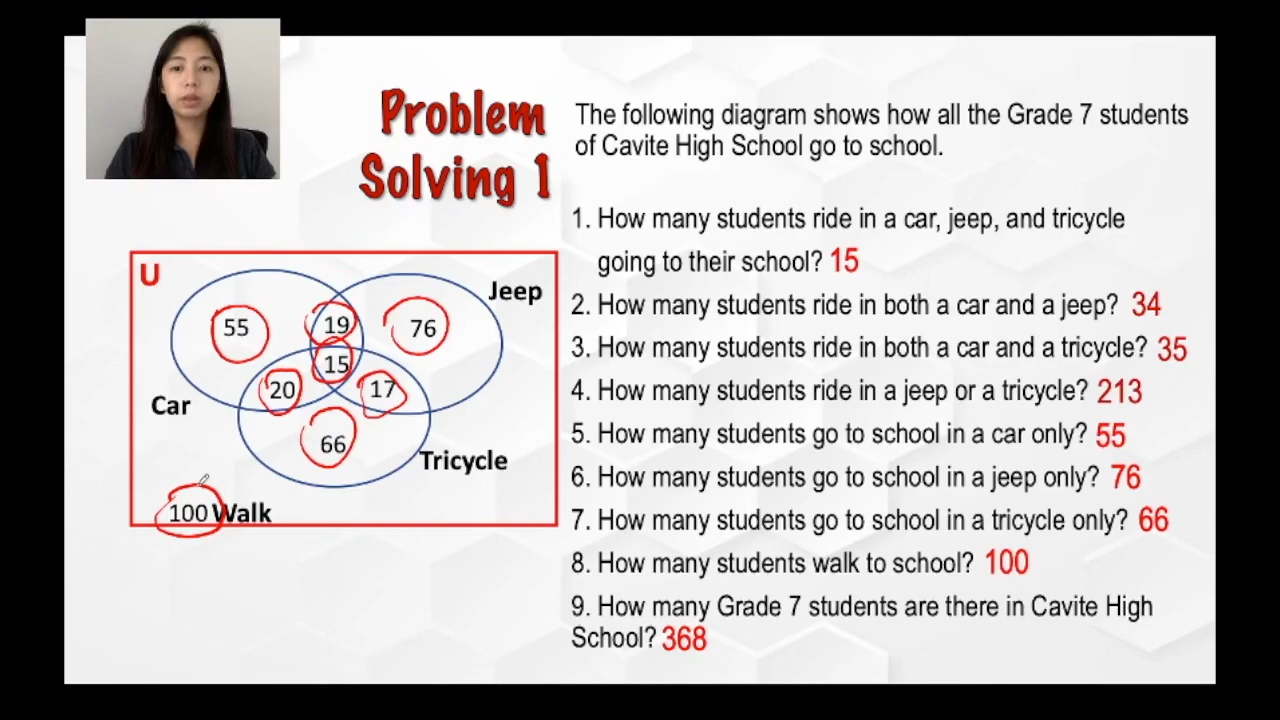 Problem
Solving 1
The following diagram shows how all the Grade 7 students
of Cavite High School go to school.
1. How many students ride in a car, jeep, and tricycle
going to their school? 15
2. How many students ride in both a car and a jeep? 34
3. How many students ride in both a car and a tricycle? 35
4. How many students ride in a jeep or a tricycle? 213
5. How many students go to school in a car only? 55
6. How many students go to school in a jeep only? 76
7. How many students go to school in a tricycle only? 66
8. How many students walk to school? 100
9. How many Grade 7 students are there in Cavite High
School? 368
U
Jeep
55 19 76
15
20 17
Car
66
Tricycle
100 Walk